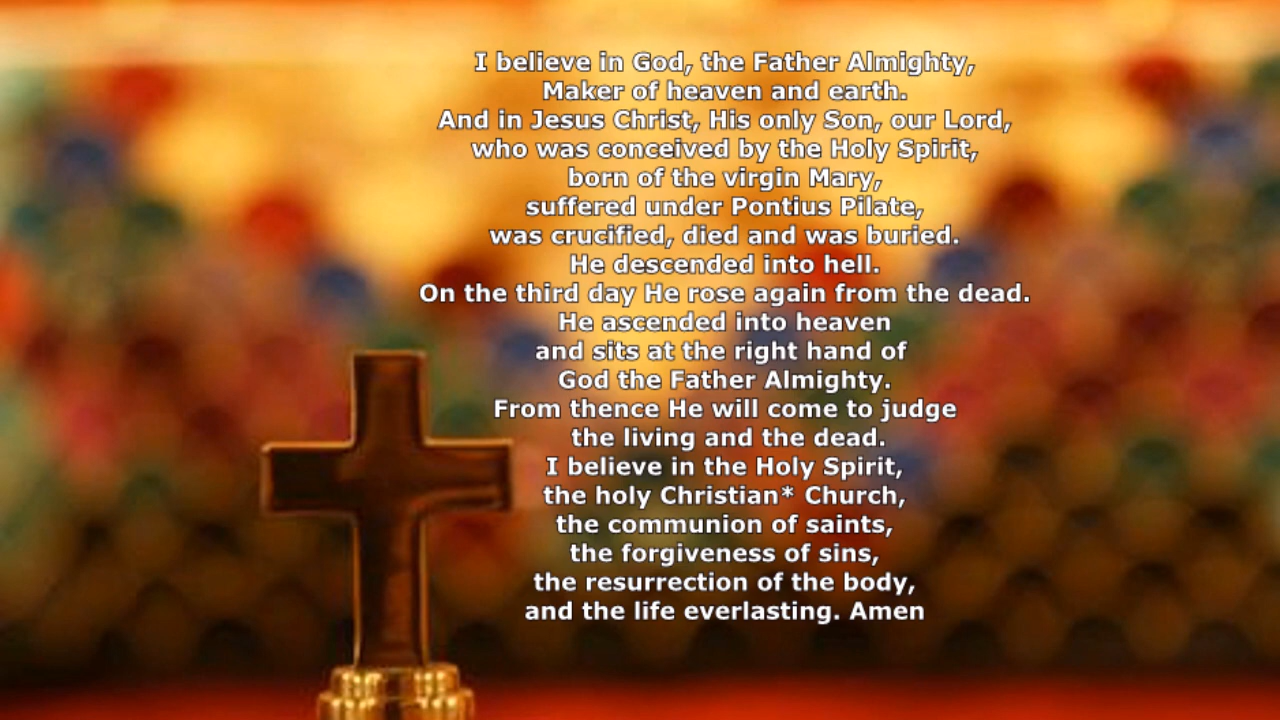 I believe in God, the Father Almighty,
Maker of heaven and earth.
And in Jesus Christ, His only Son, our Lord,
who was conceived by the Holy Spirit,
born of the virgin Mary,
suffered under Pontius Pilate,
was crucified, died and was buried.
He descended into hell.
On the third day He rose again from the dead.
He ascended into heaven
and sits at the right hand of
God the Father Almighty.
From thence He will come to judge
the living and the dead.
I believe in the Holy Spirit,
the holy Christian* Church,
the communion of saints,
the forgiveness of sins,
the resurrection of the body,
and the life everlasting. Amen